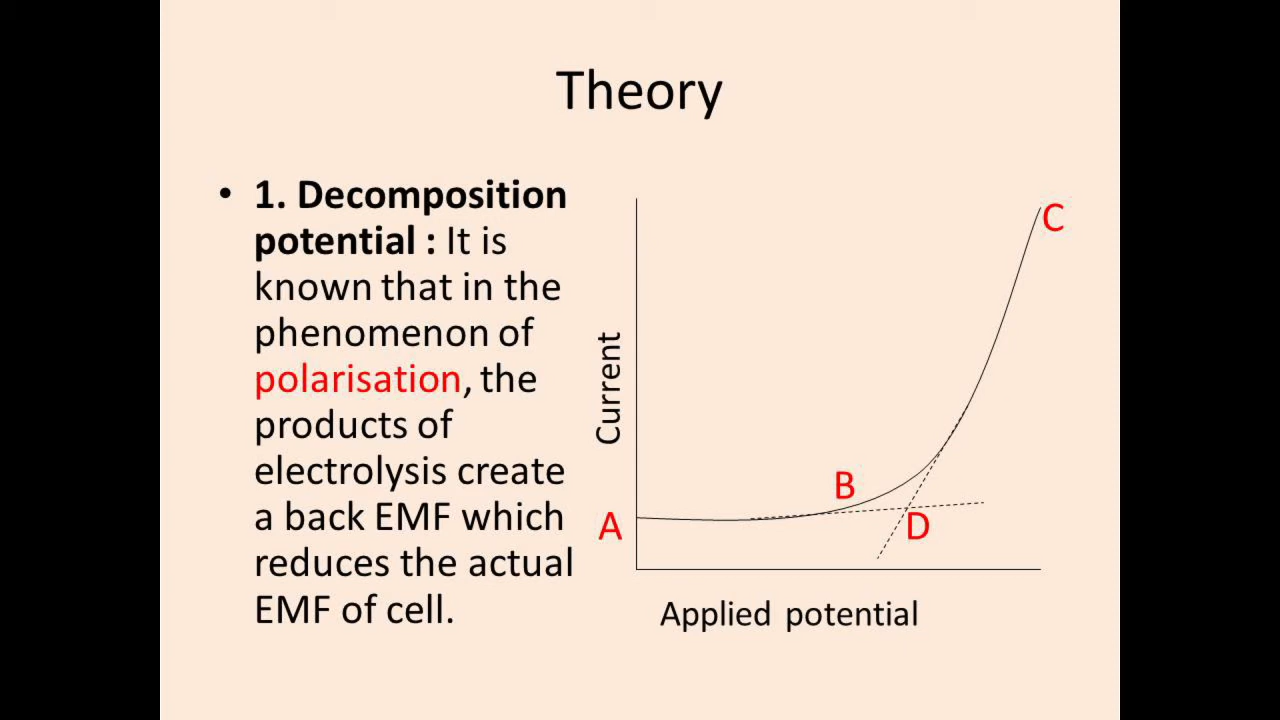 Theory
• 1. Decomposition
potential : It is
known that in the
phenomenon of
polarisation, the
products of
electrolysis create
a back EMF which
reduces the actual
EMF of cell.
Current
A
B
C
D
Applied potential